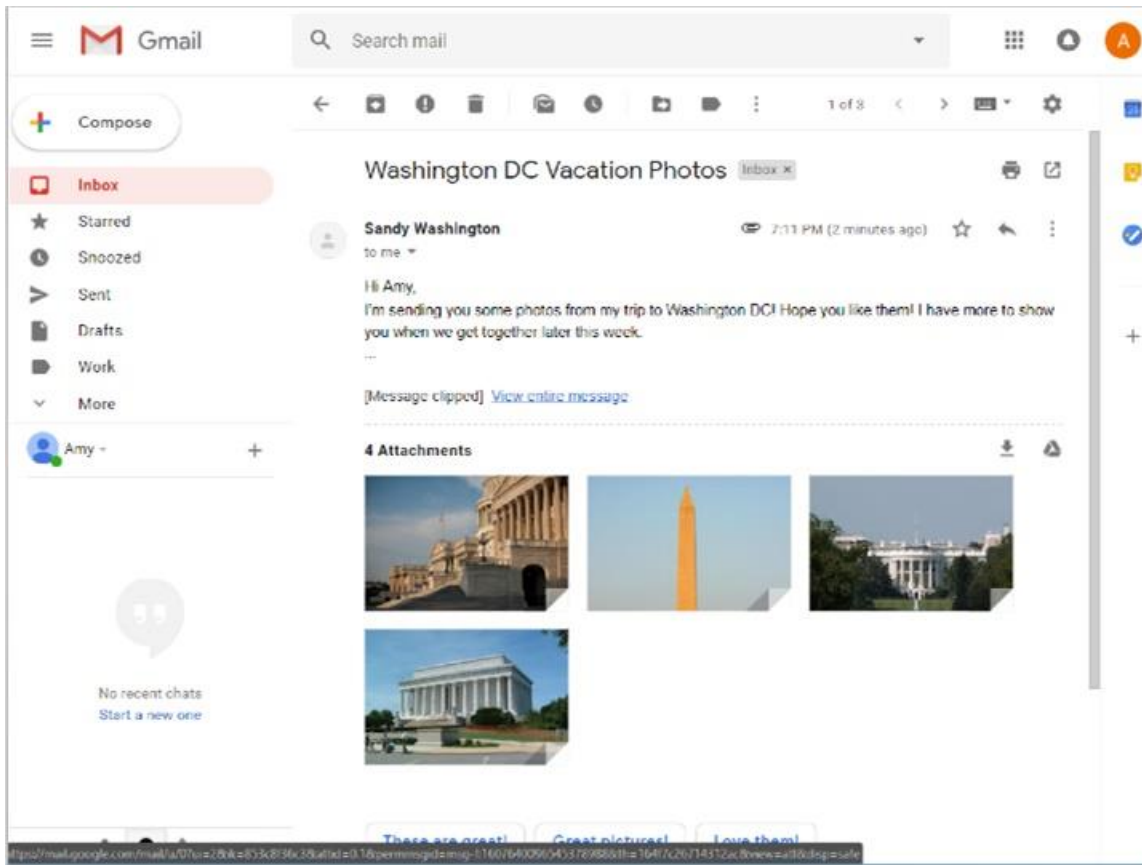 Gmail
Search mail
A
Compose
1 of 3
Inbox
Starred
Snoozed
Sent
Drafts
Work
More
Amy
No recent chats
Start a new one
Washington DC Vacation Photos Inbox x
Sandy Washington
7:11 PM (2 minutes ago)
to me
Hi Amy,
I'm sending you some photos from my trip to Washington DC! Hope you like them! I have more to show
you when we get together later this week.
...
[Message clipped] View entire message
4 Attachments
These are great! Great pictures! Love them!